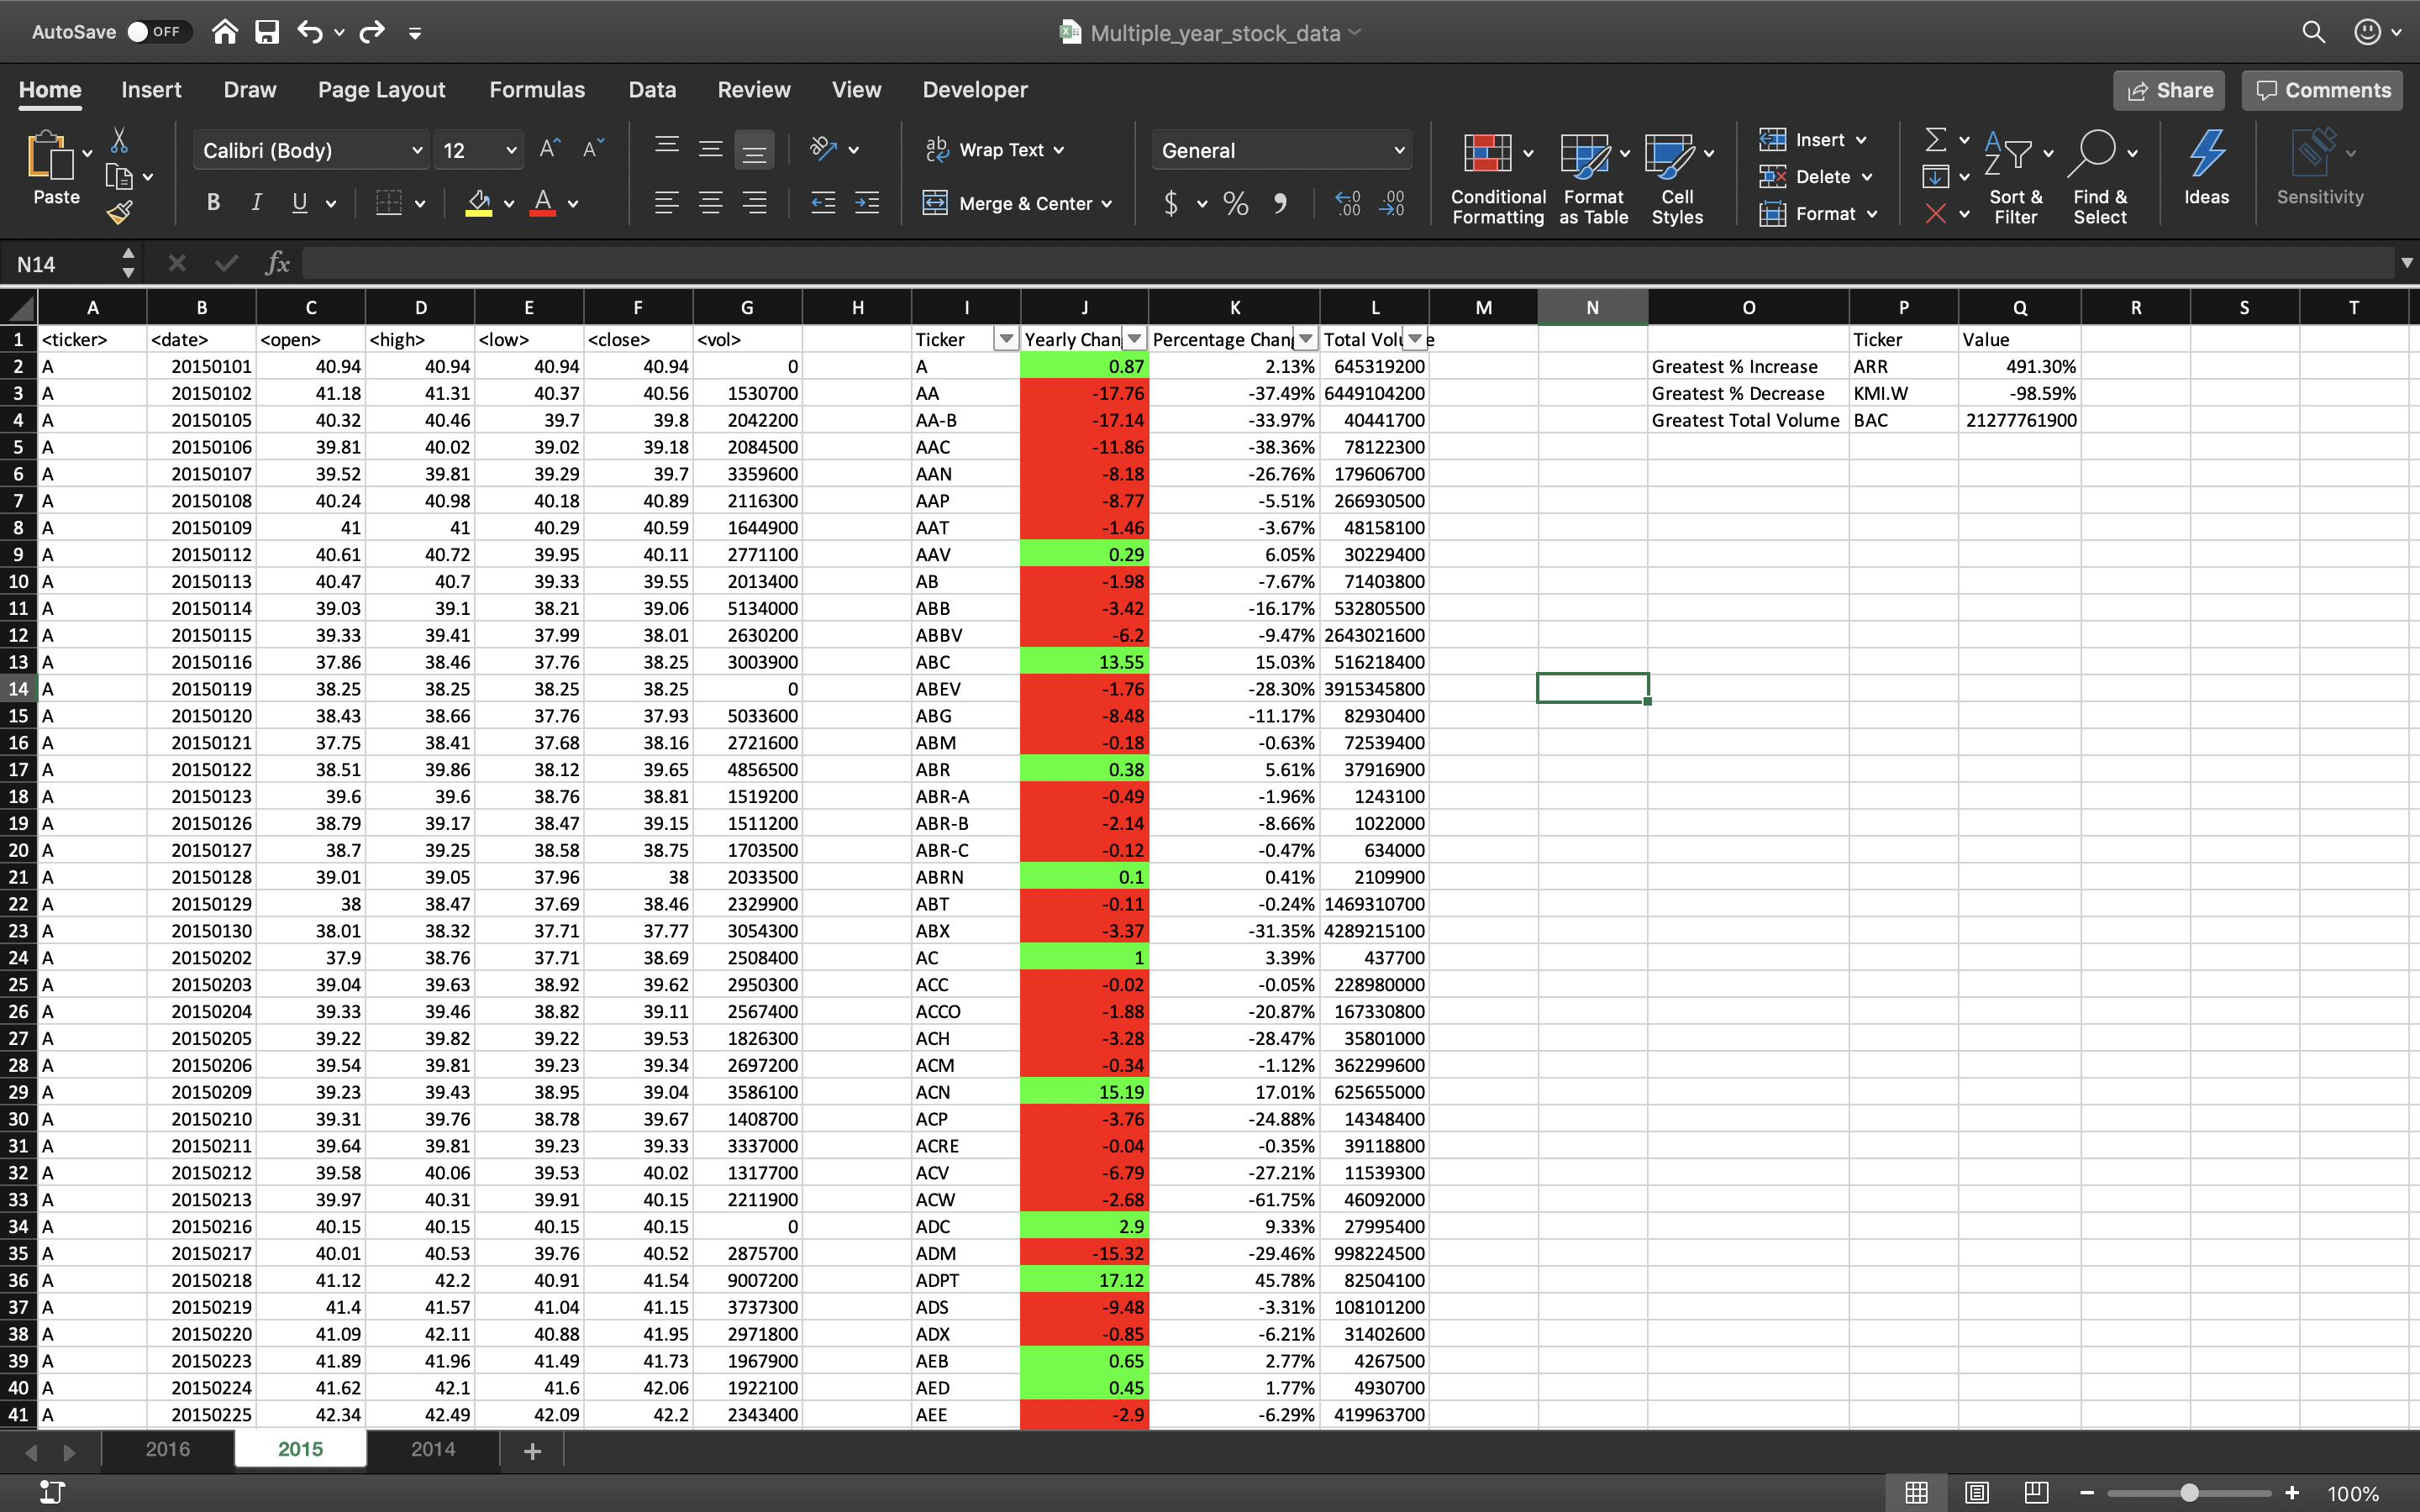 AutoSave OFF Multiple_year_stock_data
Home Insert Draw Page Layout Formulas Data Review View Developer Share Comments
Paste Calibri (Body) 12 A A ab Wrap Text General Conditional Formatting Format as Table Cell Styles Insert Delete Format Sort & Filter Find & Select Ideas Sensitivity
B I U A Merge & Center $ % 9 .00 .00
N14 fx
A B C D E F G H I J K L M N O P Q R S T
1 <ticker> <date> <open> <high> <low> <close> <vol> Ticker Yearly Chan Percentage Chang Total Volu e Ticker Value
2 A 20150101 40.94 40.94 40.94 40.94 0 A 0.87 2.13% 645319200 Greatest % Increase ARR 491.30%
3 A 20150102 41.18 41.31 40.37 40.56 1530700 AA -17.76 -37.49% 6449104200 Greatest % Decrease KMI.W -98.59%
4 A 20150105 40.32 40.46 39.7 39.8 2042200 AA-B -17.14 -33.97% 40441700 Greatest Total Volume BAC 21277761900
5 A 20150106 39.81 40.02 39.02 39.18 2084500 AAC -11.86 -38.36% 78122300
6 A 20150107 39.52 39.81 39.29 39.7 3359600 AAN -8.18 -26.76% 179606700
7 A 20150108 40.24 40.98 40.18 40.89 2116300 AAP -8.77 -5.51% 266930500
8 A 20150109 41 41 40.29 40.59 1644900 AAT -1.46 -3.67% 48158100
9 A 20150112 40.61 40.72 39.95 40.11 2771100 AAV 0.29 6.05% 30229400
10 A 20150113 40.47 40.7 39.33 39.55 2013400 AB -1.98 -7.67% 71403800
11 A 20150114 39.03 39.1 38.21 39.06 5134000 ABB -3.42 -16.17% 532805500
12 A 20150115 39.33 39.41 37.99 38.01 2630200 ABBV -6.2 -9.47% 2643021600
13 A 20150116 37.86 38.46 37.76 38.25 3003900 ABC 13.55 15.03% 516218400
14 A 20150119 38.25 38.25 38.25 38.25 0 ABEV -1.76 -28.30% 3915345800
15 A 20150120 38.43 38.66 37.76 37.93 5033600 ABG -8.48 -11.17% 82930400
16 A 20150121 37.75 38.41 37.68 38.16 2721600 ABM -0.18 -0.63% 72539400
17 A 20150122 38.51 39.86 38.12 39.65 4856500 ABR 0.38 5.61% 37916900
18 A 20150123 39.6 39.6 38.76 38.81 1519200 ABR-A -0.49 -1.96% 1243100
19 A 20150126 38.79 39.17 38.47 39.15 1511200 ABR-B -2.14 -8.66% 1022000
20 A 20150127 38.7 39.25 38.58 38.75 1703500 ABR-C -0.12 -0.47% 634000
21 A 20150128 39.01 39.05 37.96 38 2033500 ABRN 0.1 0.41% 2109900
22 A 20150129 38 38.47 37.69 38.46 2329900 ABT -0.11 -0.24% 1469310700
23 A 20150130 38.01 38.32 37.71 37.77 3054300 ABX -3.37 -31.35% 4289215100
24 A 20150202 37.9 38.76 37.71 38.69 2508400 AC 1 3.39% 437700
25 A 20150203 39.04 39.63 38.92 39.62 2950300 ACC -0.02 -0.05% 228980000
26 A 20150204 39.33 39.46 38.82 39.11 2567400 ACCO -1.88 -20.87% 167330800
27 A 20150205 39.22 39.82 39.22 39.53 1826300 ACH -3.28 -28.47% 35801000
28 A 20150206 39.54 39.81 39.23 39.34 2697200 ACM -0.34 -1.12% 362299600
29 A 20150209 39.23 39.43 38.95 39.04 3586100 ACN 15.19 17.01% 625655000
30 A 20150210 39.31 39.76 38.78 39.67 1408700 ACP -3.76 -24.88% 14348400
31 A 20150211 39.64 39.81 39.23 39.33 3337000 ACRE -0.04 -0.35% 39118800
32 A 20150212 39.58 40.06 39.53 40.02 1317700 ACV -6.79 -27.21% 11539300
33 A 20150213 39.97 40.31 39.91 40.15 2211900 ACW -2.68 -61.75% 46092000
34 A 20150216 40.15 40.15 40.15 40.15 0 ADC 2.9 9.33% 27995400
35 A 20150217 40.01 40.53 39.76 40.52 2875700 ADM -15.32 -29.46% 998224500
36 A 20150218 41.12 42.2 40.91 41.54 9007200 ADPT 17.12 45.78% 82504100
37 A 20150219 41.4 41.57 41.04 41.15 3737300 ADS -9.48 -3.31% 108101200
38 A 20150220 41.09 42.11 40.88 41.95 2971800 ADX -0.85 -6.21% 31402600
39 A 20150223 41.89 41.96 41.49 41.73 1967900 AEB 0.65 2.77% 4267500
40 A 20150224 41.62 42.1 41.6 42.06 1922100 AED 0.45 1.77% 4930700
41 A 20150225 42.34 42.49 42.09 42.2 2343400 AEE -2.9 -6.29% 419963700
2016 2015 2014 +
100%